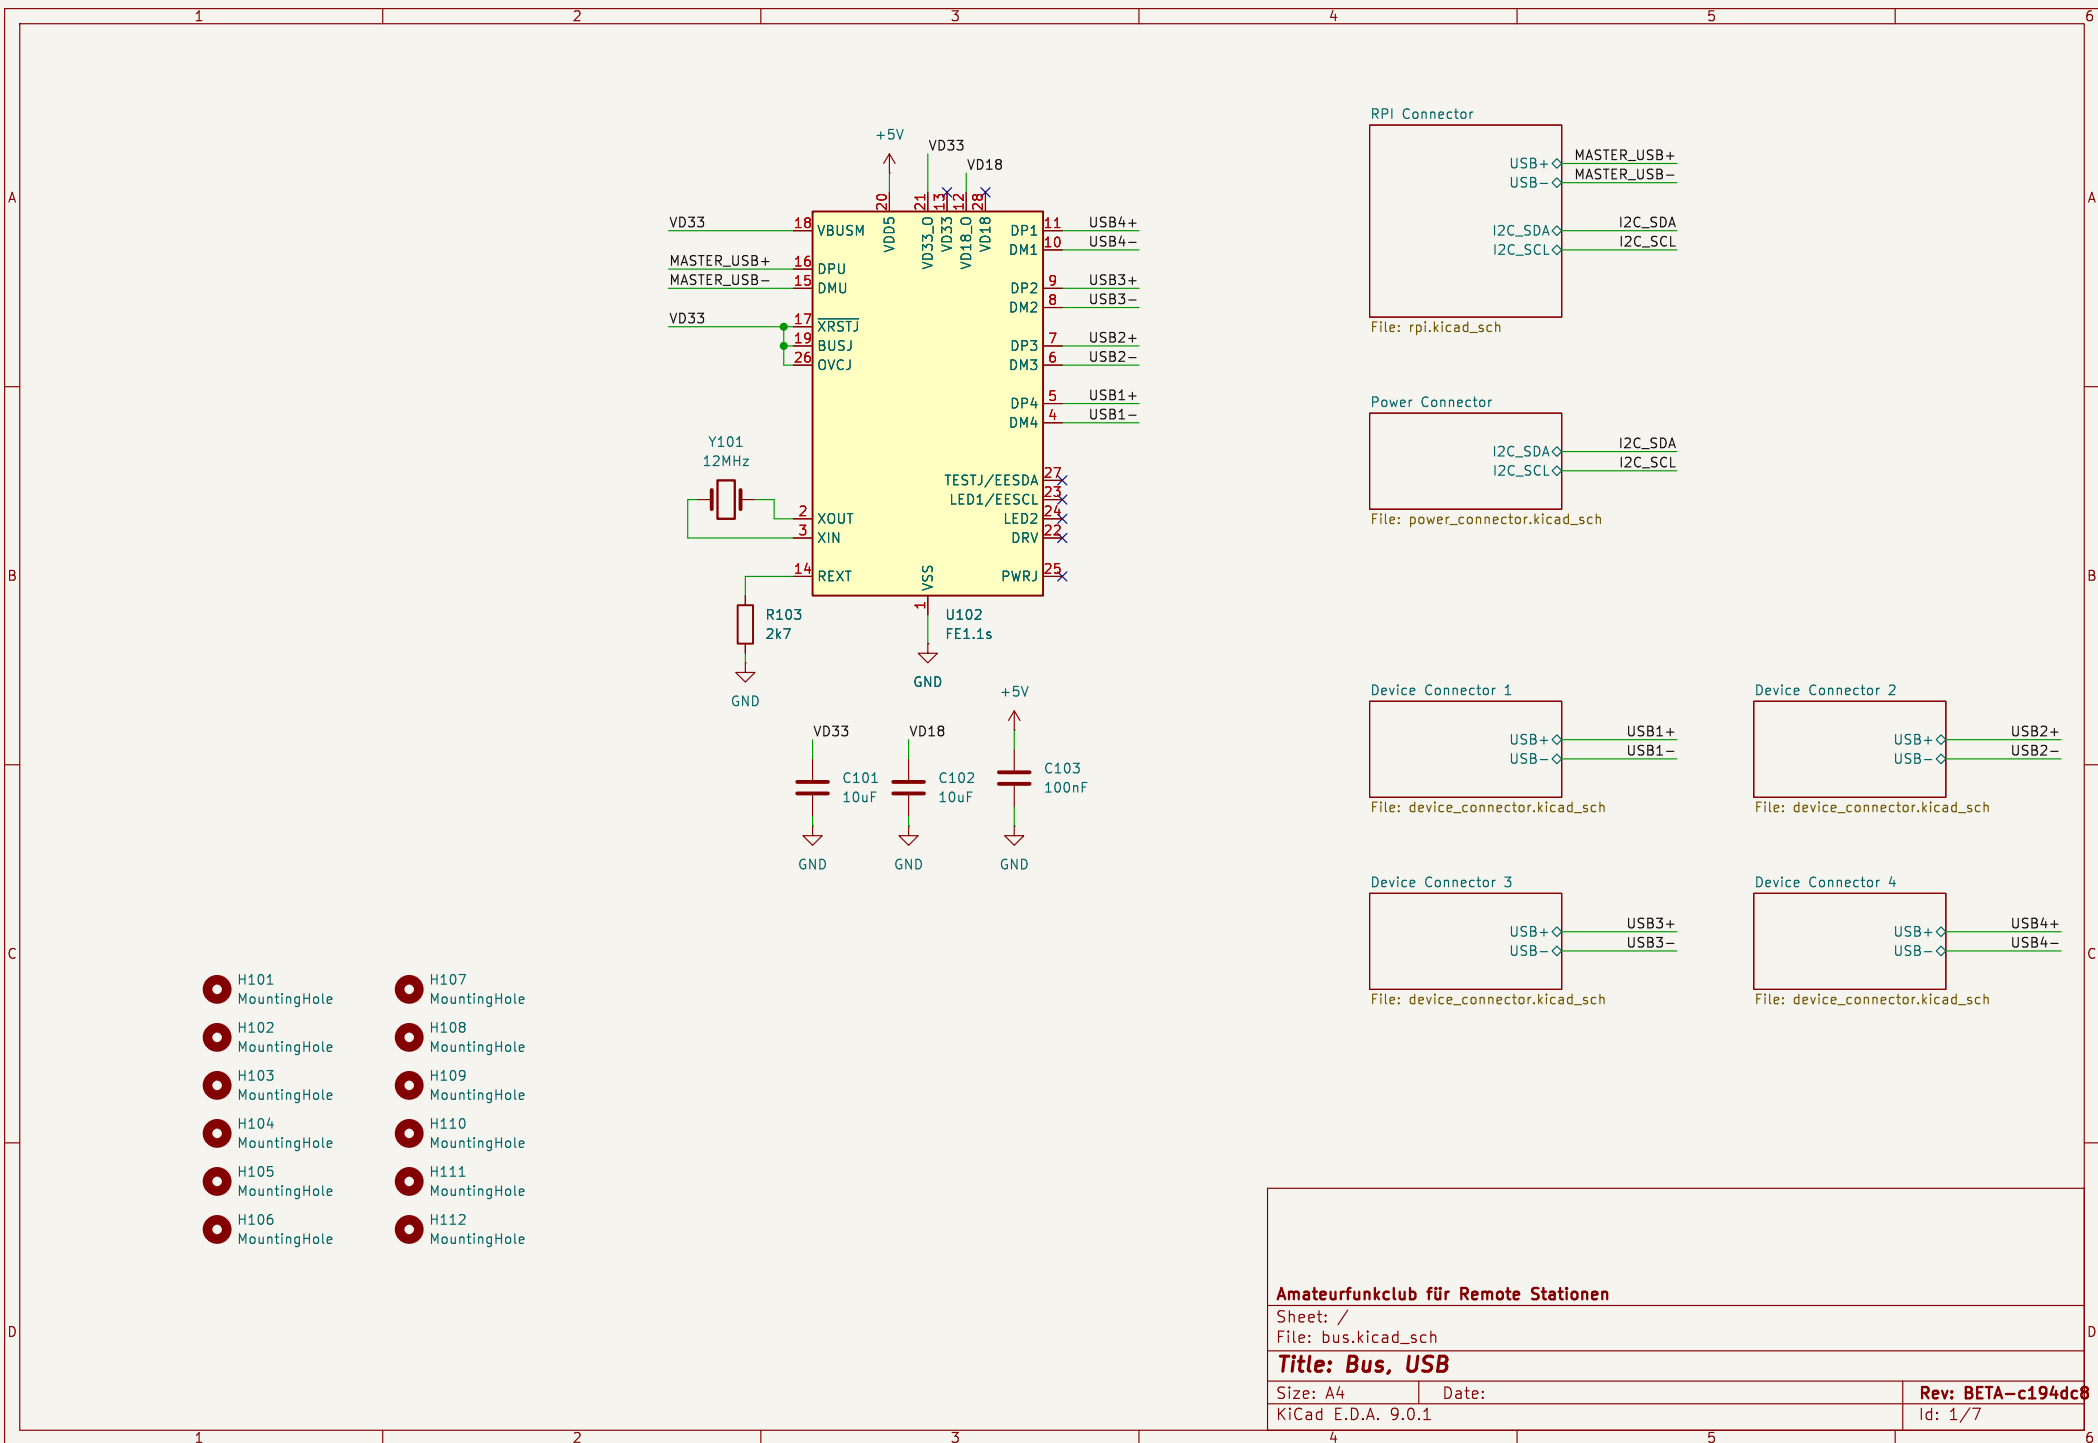 1 2 3 4 5 6
RPI Connector
+5V
VD33
VD18
USB+ MASTER_USB+
USB- MASTER_USB-
I2C_SDA I2C_SDA
I2C_SCL I2C_SCL
File: rpi.kicad_sch
A A
20 21 13 12 28
VDD5 VD33_O VD33 VD18_O VD18
VD33 18 VBUSM
MASTER_USB+ 16 DPU
MASTER_USB- 15 DMU
VD33 17 XRSTJ
19 BUSJ
26 OVCJ
DP1 11 USB4+
DM1 10 USB4-
DP2 9 USB3+
DM2 8 USB3-
DP3 7 USB2+
DM3 6 USB2-
DP4 5 USB1+
DM4 4 USB1-
Y101
12MHz
2 XOUT
3 XIN
14 REXT
TESTJ/EESDA 27
LED1/EESCL 23
LED2 24
DRV 22
PWRJ 25
VSS
1
U102
FE1.1s
GND
R103
2k7
GND
Power Connector
I2C_SDA I2C_SDA
I2C_SCL I2C_SCL
File: power_connector.kicad_sch
B B
VD33
C101
10uF
GND
VD18
C102
10uF
GND
+5V
C103
100nF
GND
Device Connector 1
USB+ USB1+
USB- USB1-
File: device_connector.kicad_sch
Device Connector 2
USB+ USB2+
USB- USB2-
File: device_connector.kicad_sch
Device Connector 3
USB+ USB3+
USB- USB3-
File: device_connector.kicad_sch
Device Connector 4
USB+ USB4+
USB- USB4-
File: device_connector.kicad_sch
C C
H101
MountingHole
H102
MountingHole
H103
MountingHole
H104
MountingHole
H105
MountingHole
H106
MountingHole
H107
MountingHole
H108
MountingHole
H109
MountingHole
H110
MountingHole
H111
MountingHole
H112
MountingHole
D D
Amateurfunkclub für Remote Stationen
Sheet: /
File: bus.kicad_sch
Title: Bus, USB
Size: A4 Date: Rev: BETA-c194dc8
KiCad E.D.A. 9.0.1 Id: 1/7
1 2 3 4 5 6